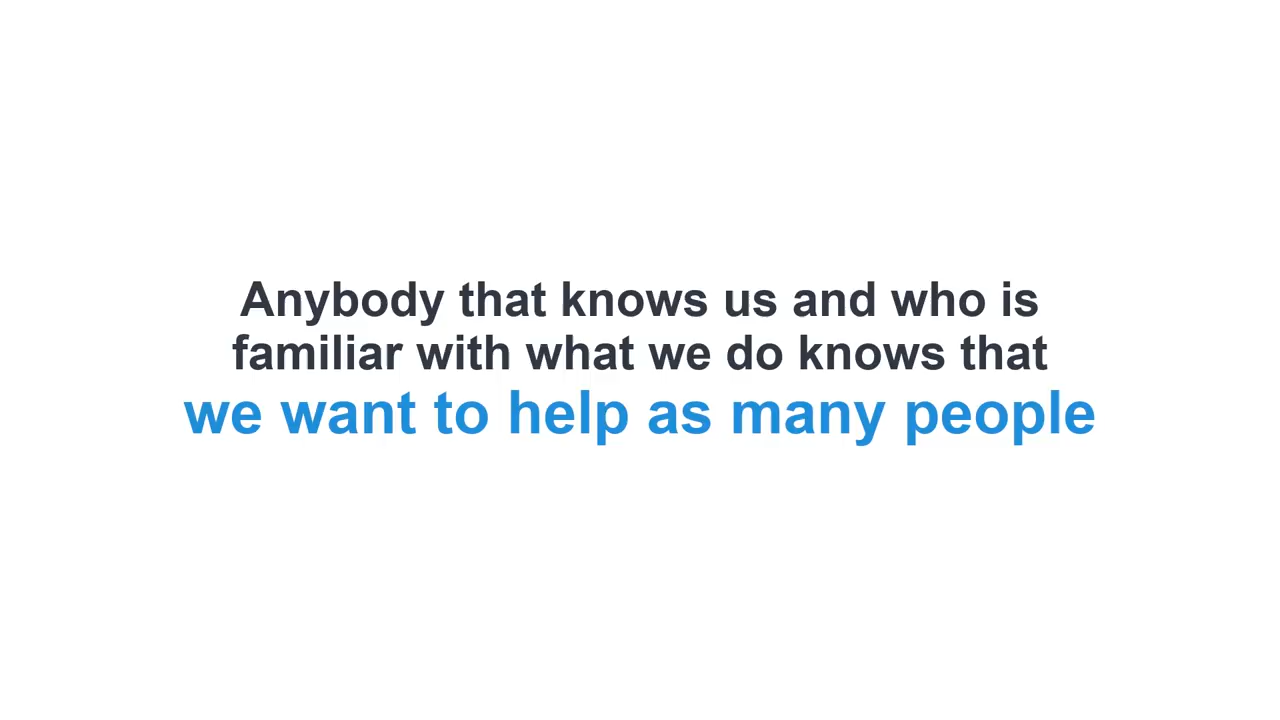 Anybody that knows us and who is
familiar with what we do knows that
we want to help as many people